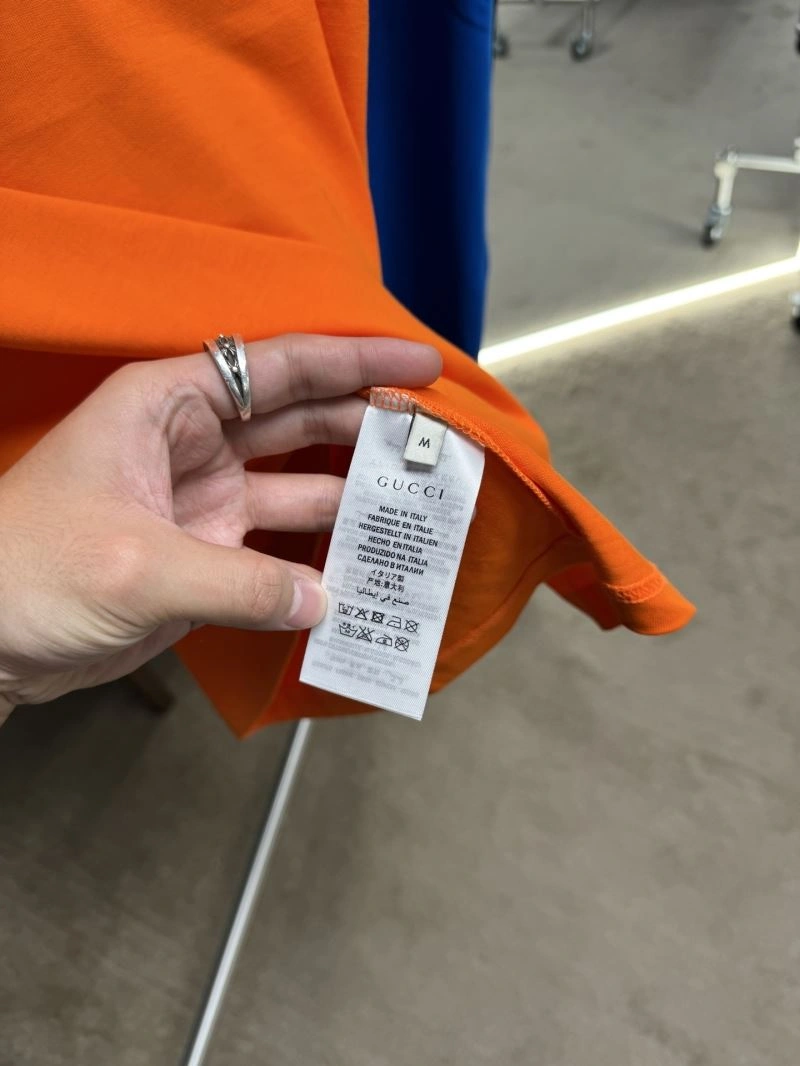 M
GUCCI
MADE IN ITALY
FABRIQUE EN ITALIE
HERGESTELLT IN ITALIEN
HECHO EN ITALIA
PRODUZIDO NA ITALIA
СДЕЛАНО В ИТАЛИИ
イタリア製
产地:意大利
صنع في ايطاليا